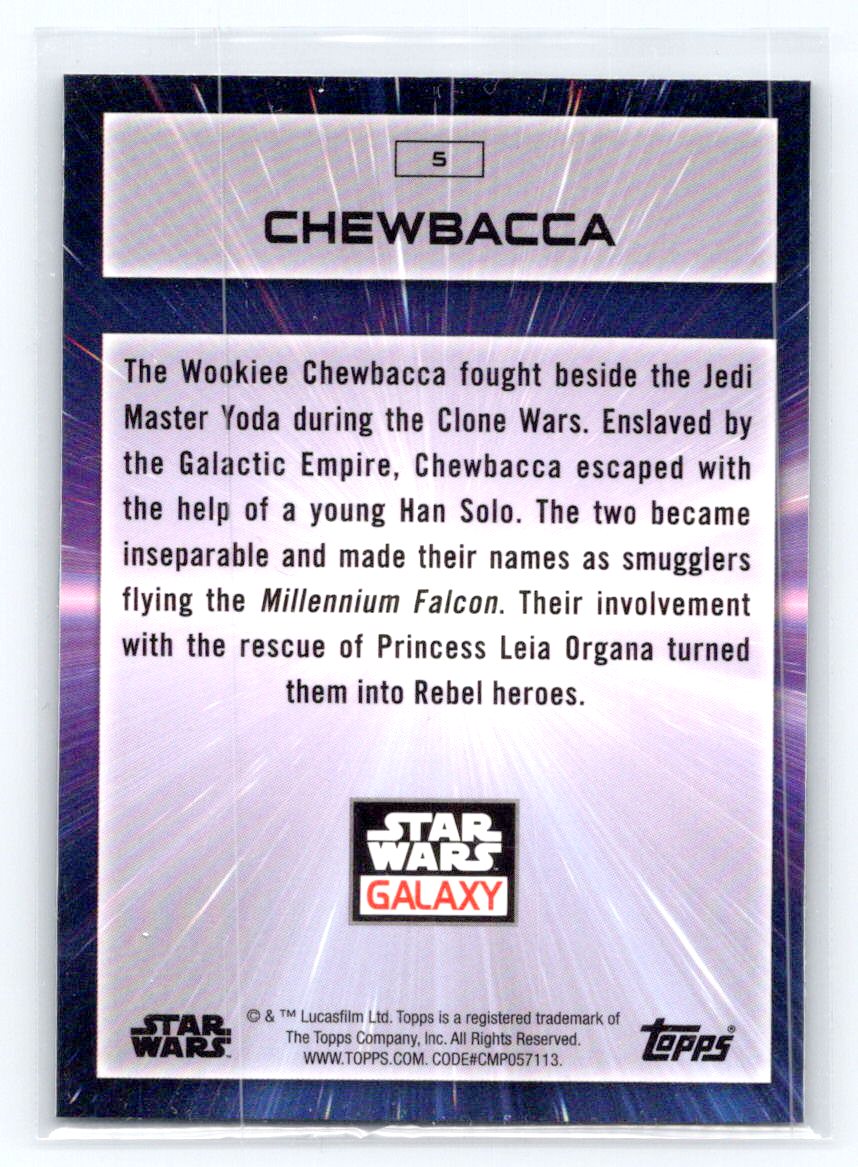 5
CHEWBACCA
The Wookiee Chewbacca fought beside the Jedi
Master Yoda during the Clone Wars. Enslaved by
the Galactic Empire, Chewbacca escaped with
the help of a young Han Solo. The two became
inseparable and made their names as smugglers
flying the Millennium Falcon. Their involvement
with the rescue of Princess Leia Organa turned
them into Rebel heroes.
STAR
WARS
GALAXY
STAR
WARS
© & ™ Lucasfilm Ltd. Topps is a registered trademark of
The Topps Company, Inc. All Rights Reserved.
WWW.TOPPS.COM. CODE#CMP057113.
topps®